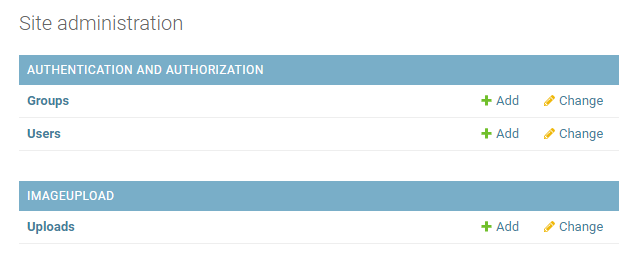 Site administration
AUTHENTICATION AND AUTHORIZATION
Groups Add Change
Users Add Change
IMAGEUPLOAD
Uploads Add Change